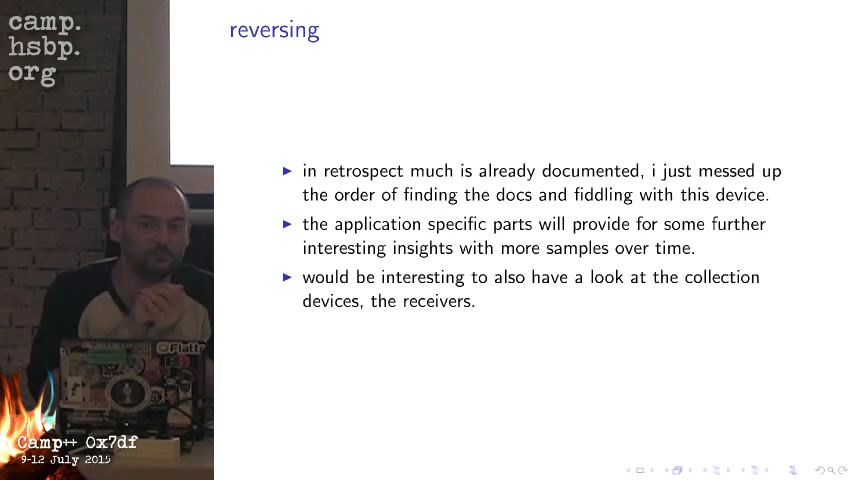 camp.
hsbp.
org
reversing
in retrospect much is already documented, i just messed up
the order of finding the docs and fiddling with this device.
the application specific parts will provide for some further
interesting insights with more samples over time.
would be interesting to also have a look at the collection
devices, the receivers.
Flattr
Camp++ 0x7df
9-12 July 2015